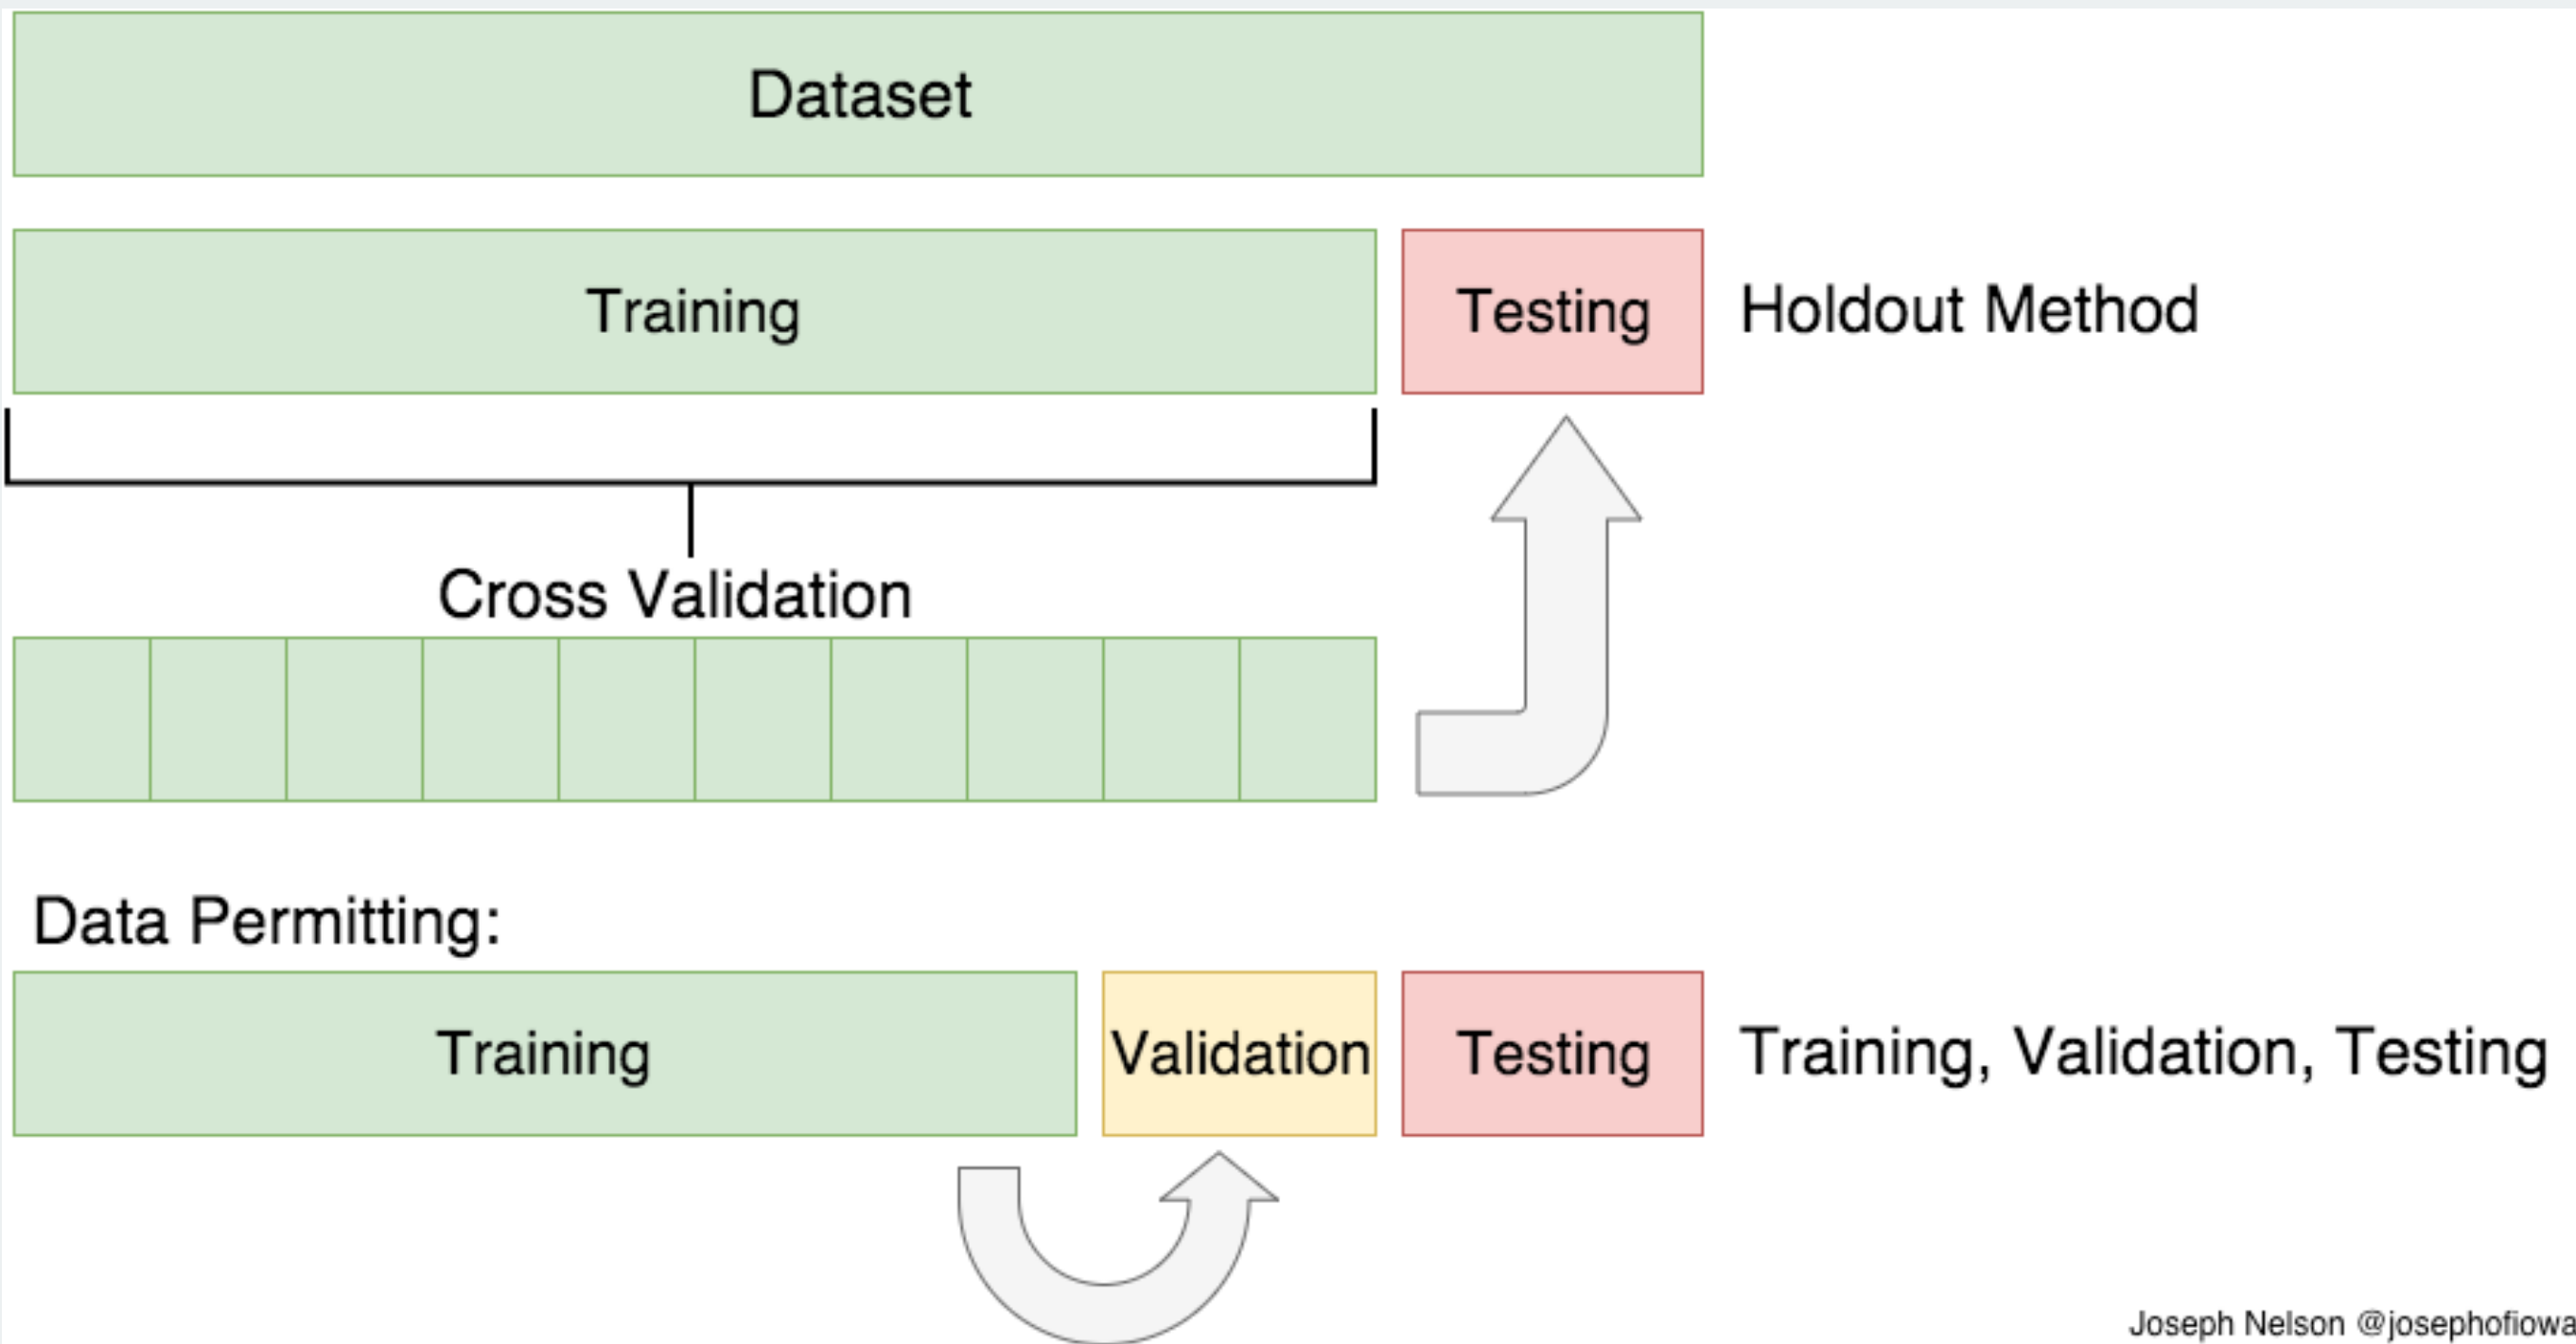 Dataset
Training
Testing
Holdout Method
Cross Validation
Data Permitting:
Training
Validation
Testing
Training, Validation, Testing
Joseph Nelson @josephofiowa